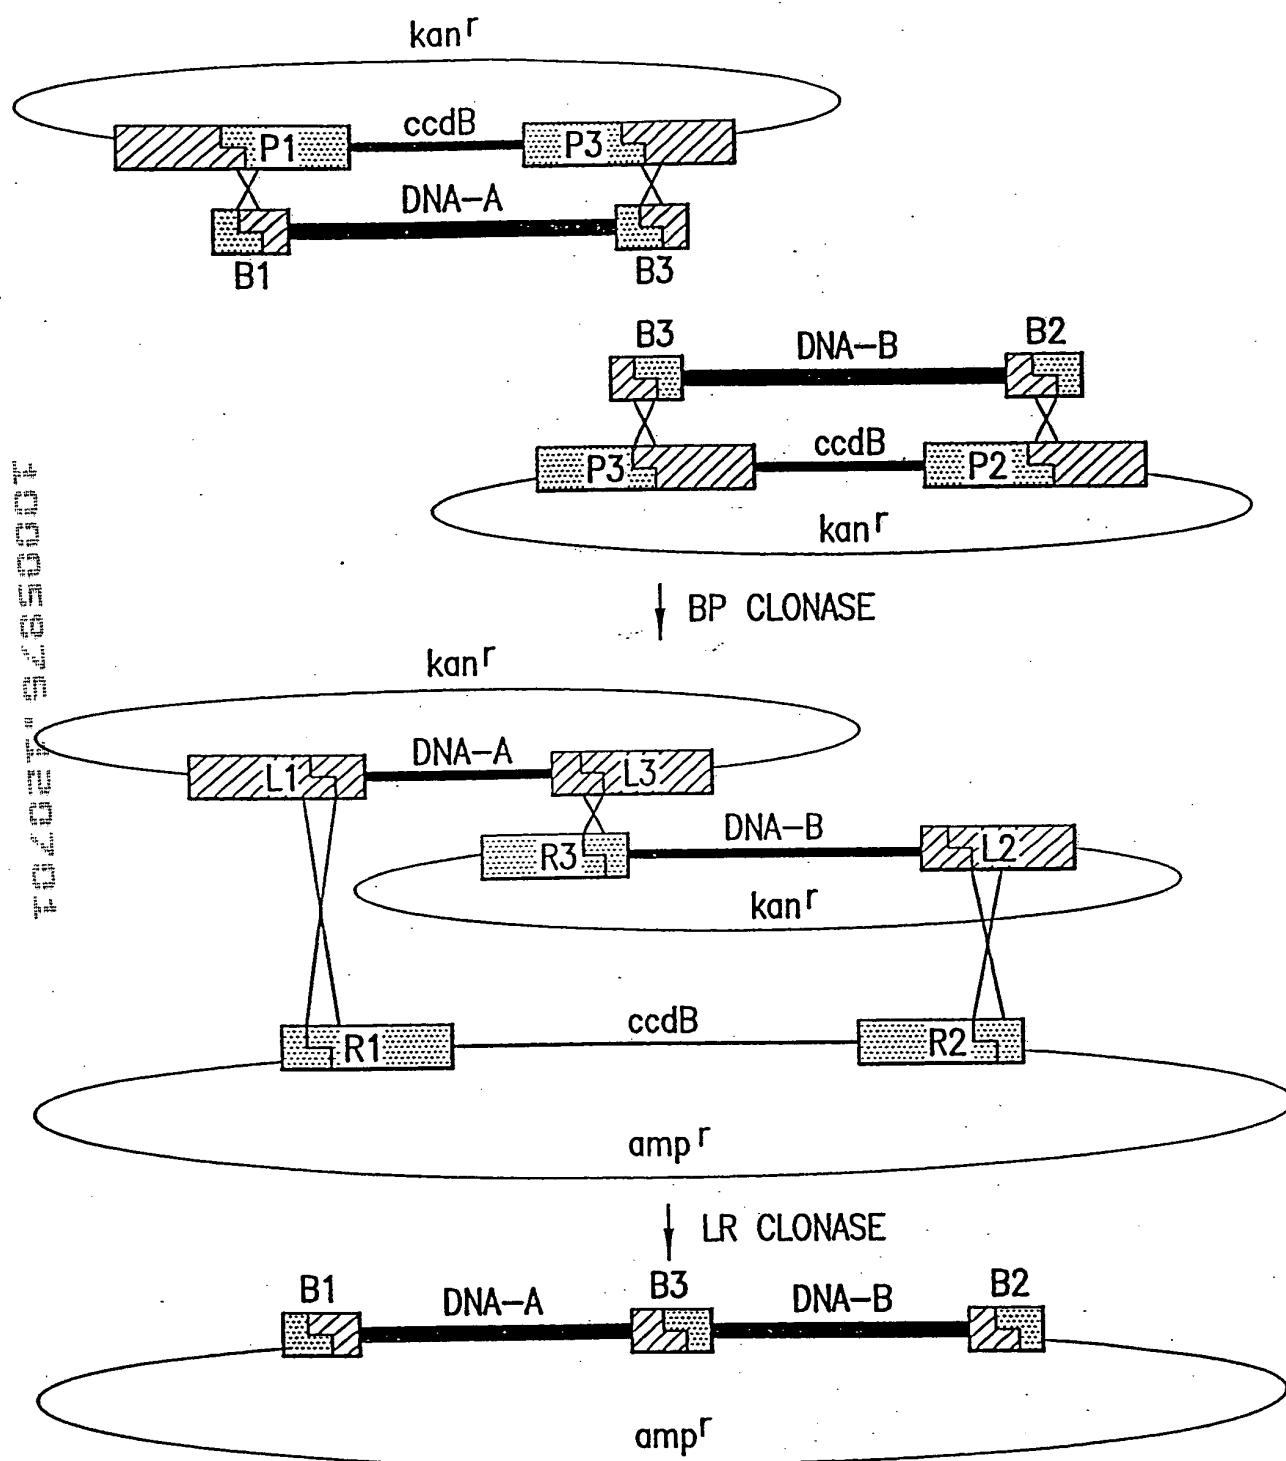 kanr
ccdB
P1
P3
DNA-A
B1
B3
B3
DNA-B
B2
P3
ccdB
P2
kanr
BP CLONASE
kanr
L1
DNA-A
L3
R3
DNA-B
L2
kanr
R1
ccdB
R2
ampr
LR CLONASE
B1
DNA-A
B3
DNA-B
B2
ampr